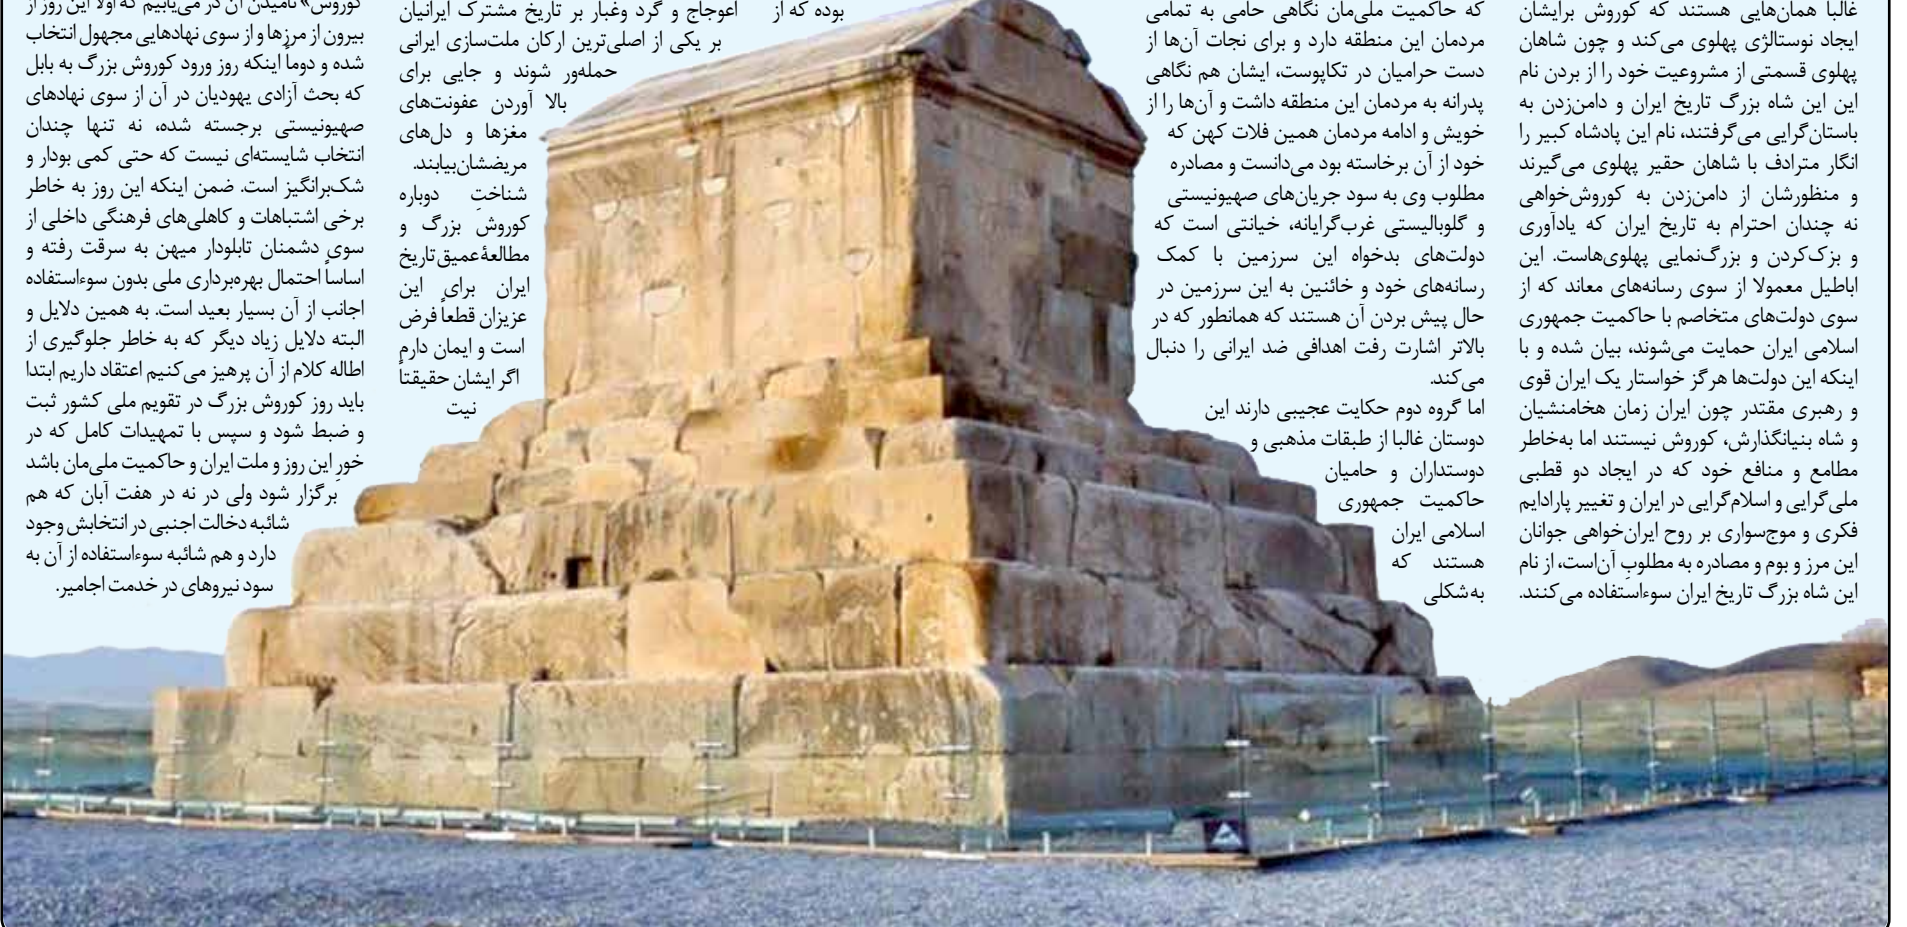 غالبا همان‌هایی هستند که کوروش برایشان
ایجاد نوستالژی پهلوی می‌کند و چون شاهان
پهلوی قسمتی از مشروعیت خود را از بردن نام
این این شاه بزرگ تاریخ ایران و دامن‌زدن به
باستان‌گرایی می‌گرفتند، نام این پادشاه کبیر را
انگار مترادف با شاهان حقیر پهلوی می‌گیرند
و منظورشان از دامن‌زدن به کوروش‌خواهی
نه چندان احترام به تاریخ ایران که یادآوری
و بزک‌کردن و بزرگ‌نمایی پهلوی‌هاست. این
اباطیل معمولا از سوی رسانه‌های معاند که از
سوی دولت‌های متخاصم با حاکمیت جمهوری
اسلامی ایران حمایت می‌شوند، بیان شده و با
اینکه این دولت‌ها هرگز خواستار یک ایران قوی
و رهبری مقتدر چون ایران زمان هخامنشیان
و شاه بنیانگذارش، کوروش نیستند اما به‌خاطر
مطامع و منافع خود که در ایجاد دو قطبی
ملی‌گرایی و اسلام‌گرایی در ایران و تغییر پارادایم
فکری و موج‌سواری بر روح ایران‌خواهی جوانان
این مرز و بوم و مصادره به مطلوبِ آن‌است، از نام
این شاه بزرگ تاریخ ایران سوءاستفاده می‌کنند.
که حاکمیت ملی‌مان نگاهی حامی به تمامی
مردمان این منطقه دارد و برای نجات آن‌ها از
دست حرامیان در تکاپوست، ایشان هم نگاهی
پدرانه به مردمان این منطقه داشت و آن‌ها را از
خویش و ادامه مردمان همین فلات کهن که
خود از آن برخاسته بود می‌دانست و مصادره
مطلوب وی به سود جریان‌های صهیونیستی
و گلوبالیستی غرب‌گرایانه، خیانتی است که
دولت‌های بدخواه این سرزمین با کمک
رسانه‌های خود و خائنین به این سرزمین در
حال پیش بردن آن هستند که همانطور که در
بالاتر اشارت رفت اهدافی ضد ایرانی را دنبال
می‌کند.
اما گروه دوم حکایت عجیبی دارند این
دوستان غالبا از طبقات مذهبی و
دوستداران و حامیان
حاکمیت جمهوری
اسلامی ایران
هستند که
به‌شکلی
بوده که از
اعوجاج و گرد وغبار بر تاریخ مشترک ایرانیان
بر یکی از اصلی‌ترین ارکان ملت‌سازی ایرانی
حمله‌ور شوند و جایی برای
بالا آوردن عفونت‌های
مغزها و دل‌های
مریضشان‌بیابند.
شناختِ دوباره
کوروش بزرگ و
مطالعهٔ‌عمیق‌تاریخ
ایران برای این
عزیزان قطعاً فرض
است و ایمان دارم
اگر ایشان حقیقتاً
نیت
کوروش» نامیدن آن در می‌یابیم که اولا این روز از
بیرون از مرزها و از سوی نهادهایی مجهول انتخاب
شده و دوماً اینکه روز ورود کوروش بزرگ به بابل
که بحث آزادی یهودیان در آن از سوی نهادهای
صهیونیستی برجسته شده، نه تنها چندان
انتخاب شایسته‌ای نیست که حتی کمی بودار و
شک‌برانگیز است. ضمن اینکه این روز به خاطر
برخی اشتباهات و کاهلی‌های فرهنگی داخلی از
سوی دشمنان تابلودار میهن به سرقت رفته و
اساساً احتمال بهره‌برداری ملی بدون سوءاستفاده
اجانب از آن بسیار بعید است. به همین دلایل و
البته دلایل زیاد دیگر که به خاطر جلوگیری از
اطاله کلام از آن پرهیز می‌کنیم اعتقاد داریم ابتدا
باید روز کوروش بزرگ در تقویم ملی کشور ثبت
و ضبط شود و سپس با تمهیدات کامل که در
خورِ این روز و ملت ایران و حاکمیت ملی‌مان باشد
برگزار شود ولی در نه در هفت آبان که هم
شائبه دخالت اجنبی در انتخابش وجود
دارد و هم شائبه سوءاستفاده از آن به
سود نیروهای در خدمت اجامیر.